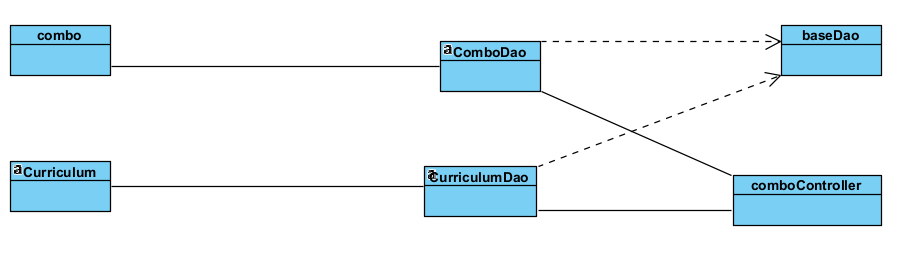 combo
a
ComboDao
baseDao
a
Curriculum
a
CurriculumDao
comboController